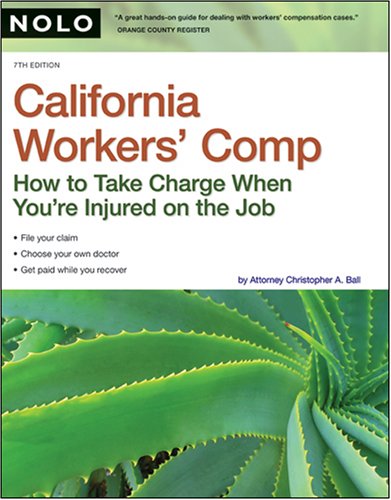 NOLO
"A great hands-on guide for dealing with workers' compensation cases."
ORANGE COUNTY REGISTER
7TH EDITION
California
Workers' Comp
How to Take Charge When
You're Injured on the Job
• File your claim
• Choose your own doctor
• Get paid while you recover
by Attorney Christopher A. Ball